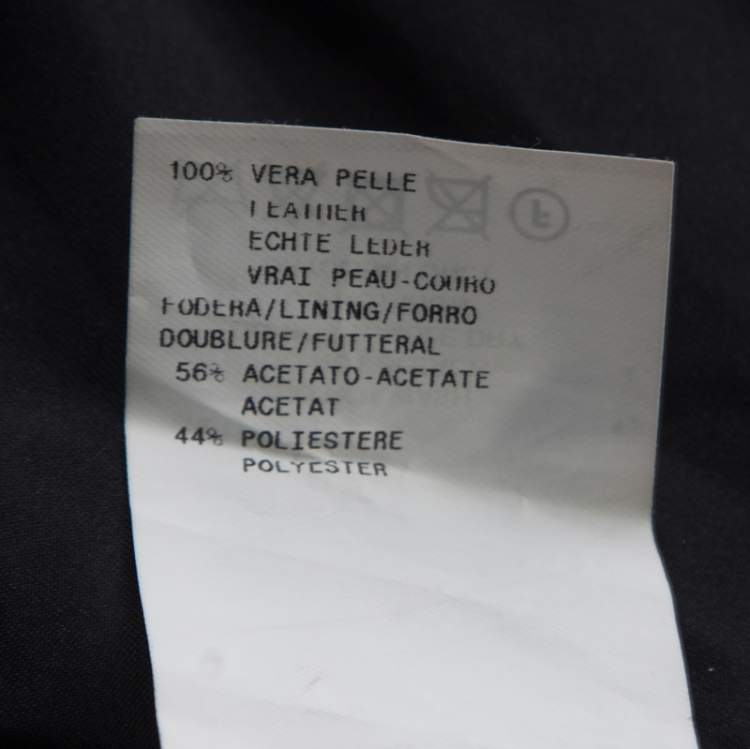 100% VERA PELLE
LEATHER
ECHTE LEDER
VRAI PEAU-COURO
FODERA/LINING/FORRO
DOUBLURE/FUTTERAL
56% ACETATO-ACETATE
ACETAT
44% POLIESTERE
POLYESTER